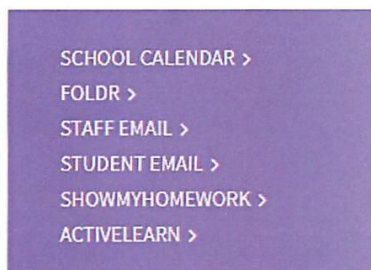 SCHOOL CALENDAR >
FOLDR >
STAFF EMAIL >
STUDENT EMAIL >
SHOWMYHOMEWORK >
ACTIVELEARN >